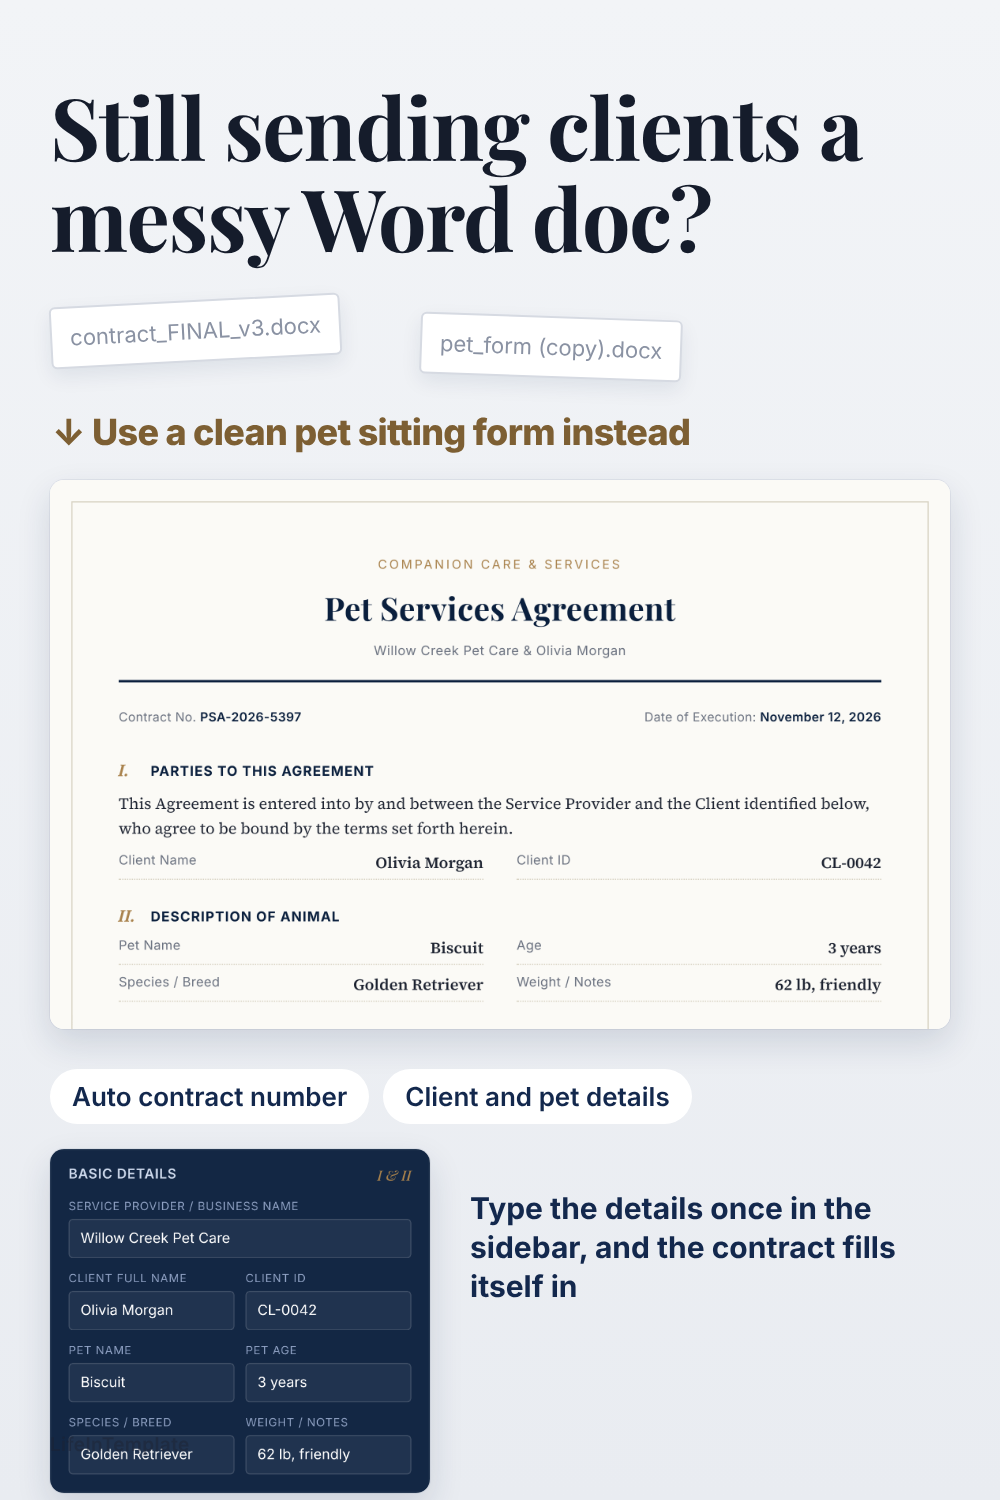 Still sending clients a
messy Word doc?
contract_FINAL_v3.docx
pet_form (copy).docx
↓ Use a clean pet sitting form instead
COMPANION CARE & SERVICES
Pet Services Agreement
Willow Creek Pet Care & Olivia Morgan
Contract No. PSA-2026-5397
Date of Execution: November 12, 2026
I. PARTIES TO THIS AGREEMENT
This Agreement is entered into by and between the Service Provider and the Client identified below,
who agree to be bound by the terms set forth herein.
Client Name Olivia Morgan
Client ID CL-0042
II. DESCRIPTION OF ANIMAL
Pet Name Biscuit
Age 3 years
Species / Breed Golden Retriever
Weight / Notes 62 lb, friendly
Auto contract number
Client and pet details
BASIC DETAILS
I & II
SERVICE PROVIDER / BUSINESS NAME
Willow Creek Pet Care
CLIENT FULL NAME
CLIENT ID
Olivia Morgan
CL-0042
PET NAME
PET AGE
Biscuit
3 years
SPECIES / BREED
WEIGHT / NOTES
Golden Retriever
62 lb, friendly
Type the details once in the
sidebar, and the contract fills
itself in